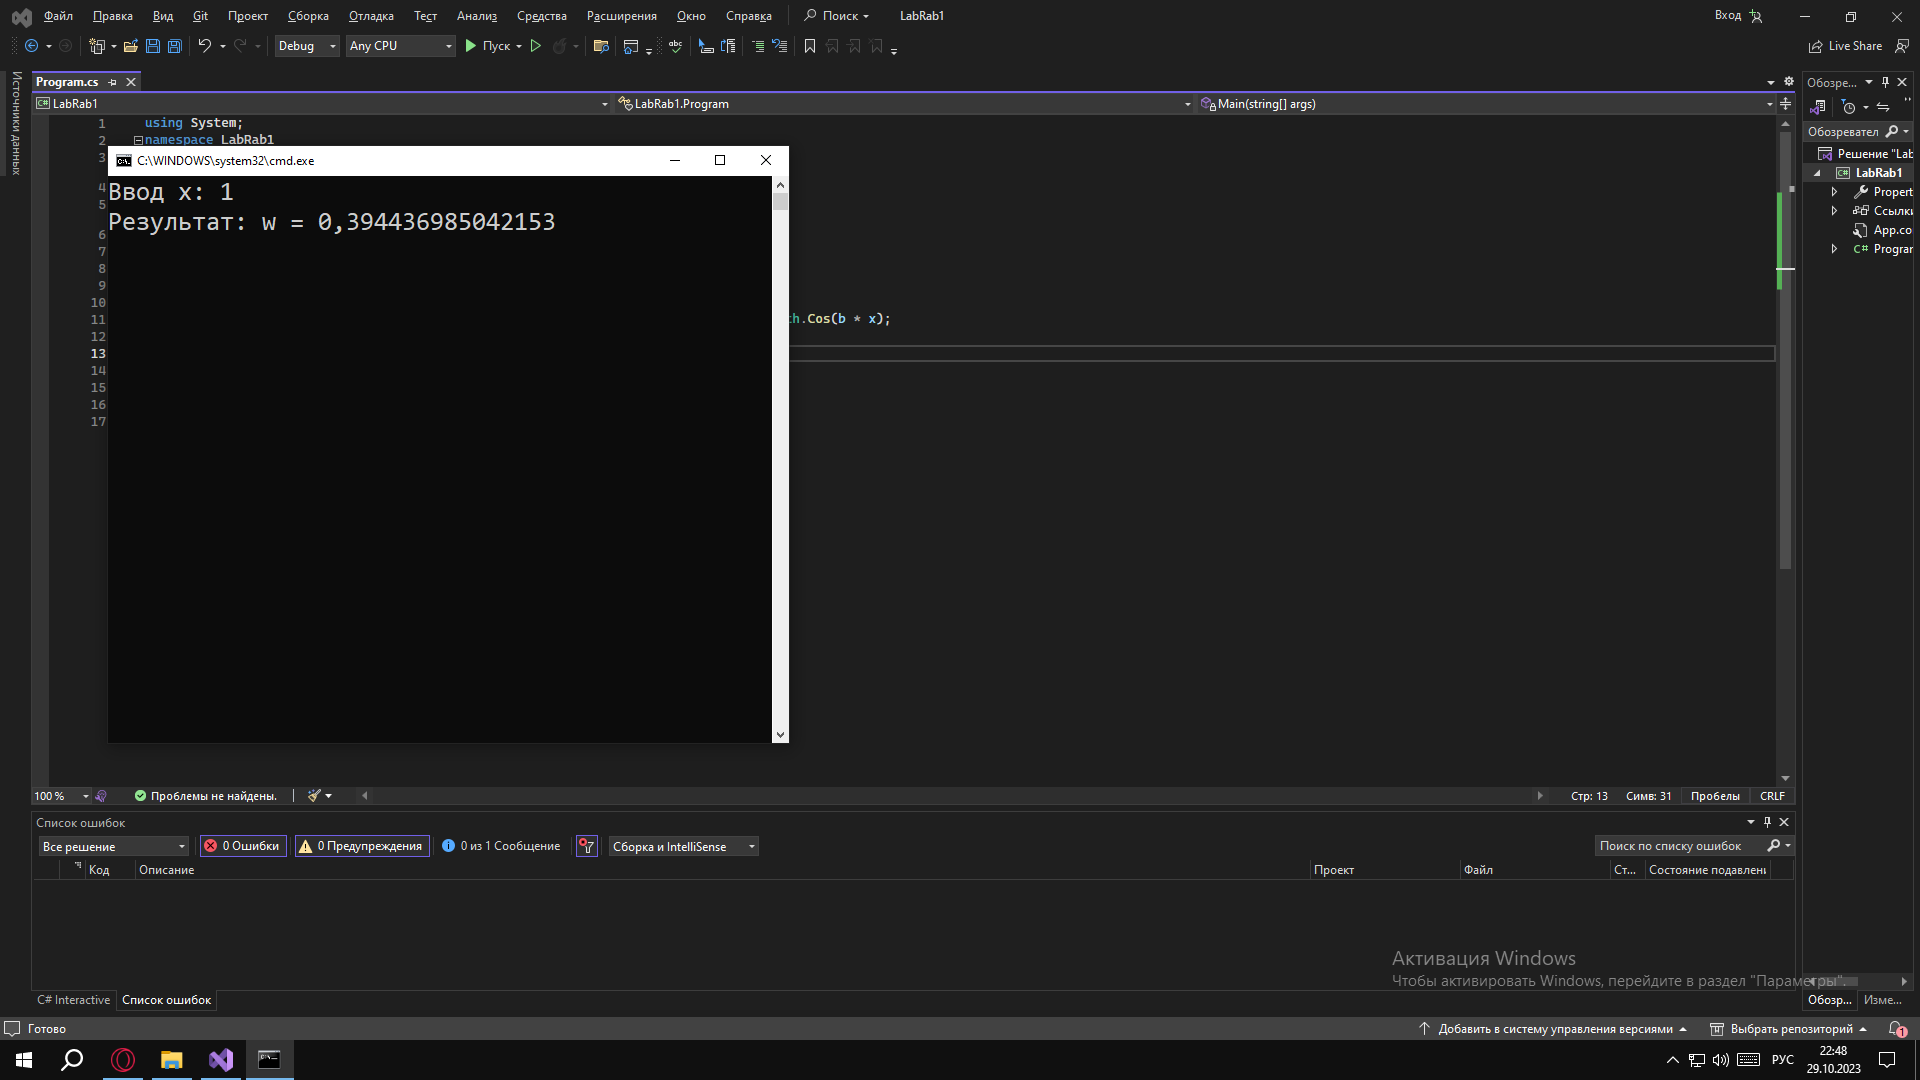 Файл Правка Вид Git Проект Сборка Отладка Тест Анализ Средства Расширения Окно Справка Поиск LabRab1 Вход
Debug Any CPU Пуск Live Share
Источники данных
Program.cs
LabRab1 LabRab1.Program Main(string[] args)
1 using System;
2 namespace LabRab1
3
C:\WINDOWS\system32\cmd.exe
4
Ввод x: 1
5
Результат: w = 0,394436985042153
6
7
8
9
10
11 th.Cos(b * x);
12
13
14
15
16
17
Обозре...
Обозревател
Решение "Lab
LabRab1
Propert
Ссылки
App.co
C# Program
100 % Проблемы не найдены. Стр: 13 Симв: 31 Пробелы CRLF
Список ошибок
Все решение 0 Ошибки 0 Предупреждения 0 из 1 Сообщение Сборка и IntelliSense Поиск по списку ошибок
Код Описание Проект Файл Ст... Состояние подавлени
Активация Windows
Чтобы активировать Windows, перейдите в раздел "Параметры".
C# Interactive Список ошибок Обозр... Изме...
Готово Добавить в систему управления версиями Выбрать репозиторий 1
РУС 22:48
29.10.2023